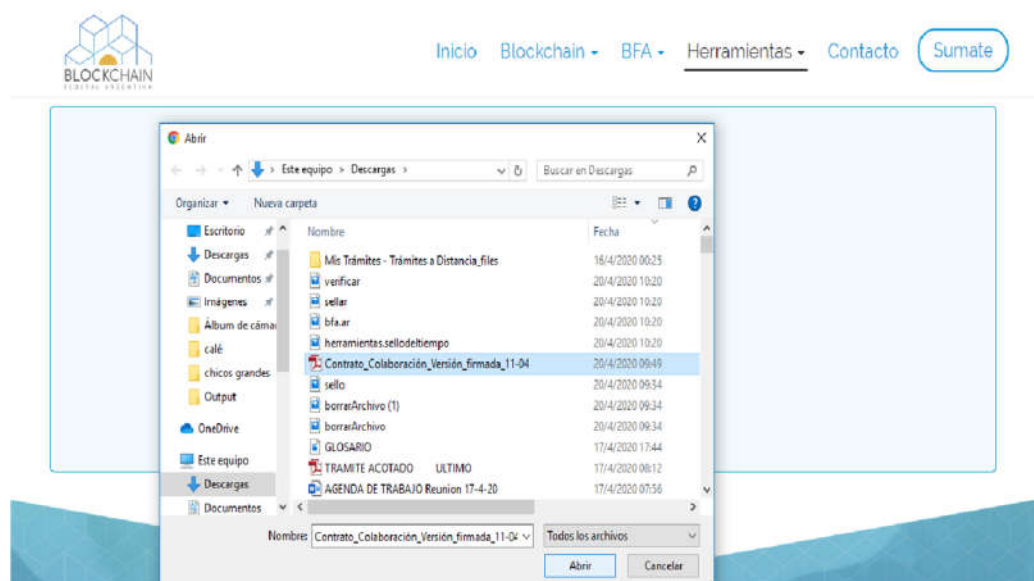 BLOCKCHAIN
FEDERAL ARGENTINA
Inicio Blockchain BFA Herramientas Contacto Sumate
Abrir
Este equipo > Descargas >
Buscar en Descargas
Organizar Nueva carpeta
Nombre Fecha
Escritorio
Descargas
Documentos
Imágenes
Álbum de cámar
calé
chicos grandes
Output
OneDrive
Este equipo
Descargas
Documentos
Mis Trámites - Trámites a Distancia_files 16/4/2020 00:25
verificar 20/4/2020 10:20
sellar 20/4/2020 10:20
bfa.ar 20/4/2020 10:20
herramientas.sellodeltiempo 20/4/2020 10:20
Contrato_Colaboración_Versión_firmada_11-04 20/4/2020 09:49
sello 20/4/2020 09:34
borrarArchivo (1) 20/4/2020 09:34
borrarArchivo 20/4/2020 09:34
GLOSARIO 17/4/2020 17:44
TRAMITE ACOTADO ULTIMO 17/4/2020 08:12
AGENDA DE TRABAJO Reunion 17-4-20 17/4/2020 07:56
Nombre: Contrato_Colaboración_Versión_firmada_11-04 Todos los archivos
Abrir Cancelar